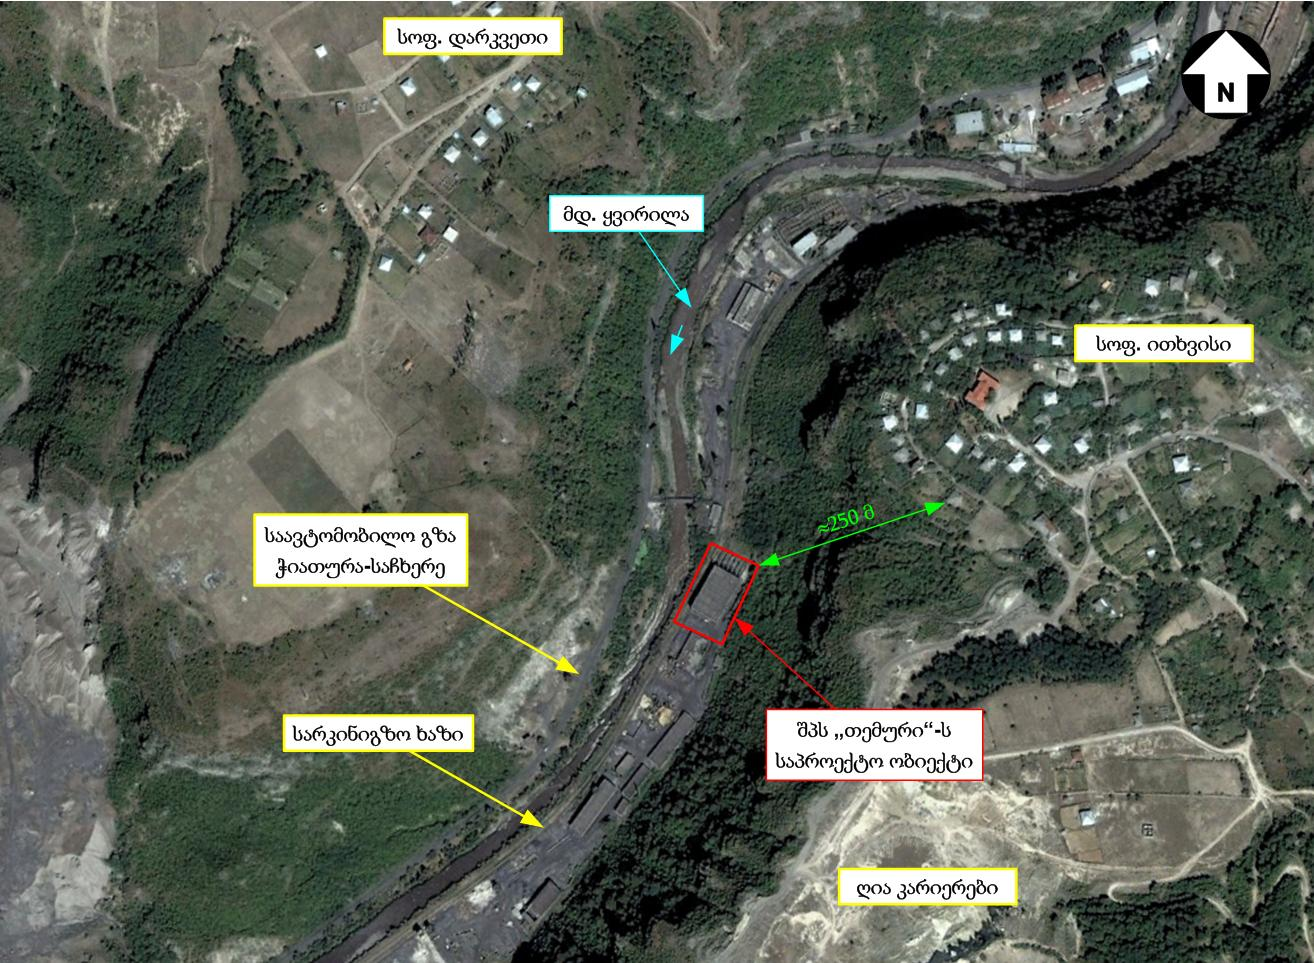 სოფ. დარკვეთი
N
მდ. ყვირილა
სოფ. ითხვისი
≈250 მ
საავტომობილო გზა
ჭიათურა-საჩხერე
სარკინიგზო ხაზი
შპს „თემური“-ს
საპროექტო ობიექტი
ღია კარიერები